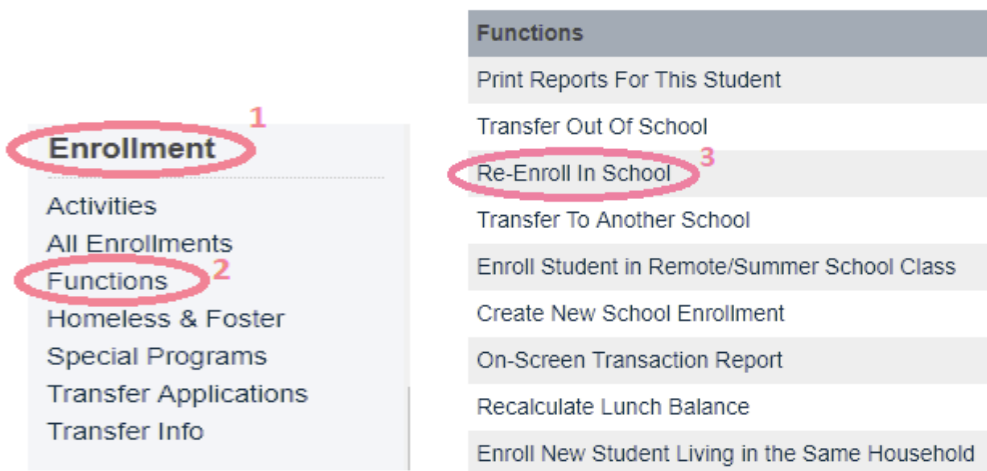 1
Enrollment
Activities
All Enrollments
Functions 2
Homeless & Foster
Special Programs
Transfer Applications
Transfer Info
Functions
Print Reports For This Student
Transfer Out Of School
Re-Enroll In School 3
Transfer To Another School
Enroll Student in Remote/Summer School Class
Create New School Enrollment
On-Screen Transaction Report
Recalculate Lunch Balance
Enroll New Student Living in the Same Household